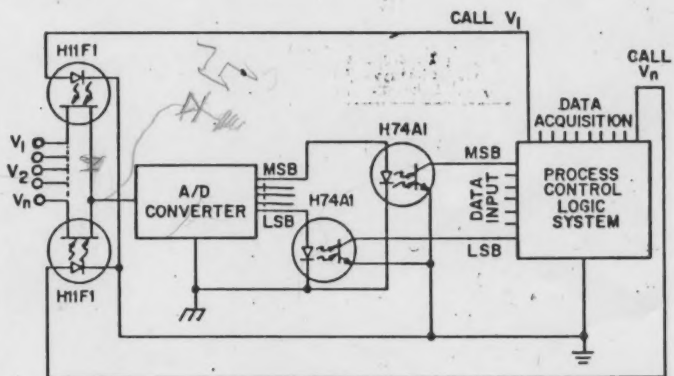 CALL V1
H11F1
CALL Vn
DATA ACQUISITION
H74A1
V1
V2
Vn
MSB
A/D CONVERTER
LSB
H74A1
MSB
DATA INPUT
LSB
PROCESS CONTROL LOGIC SYSTEM
H11F1